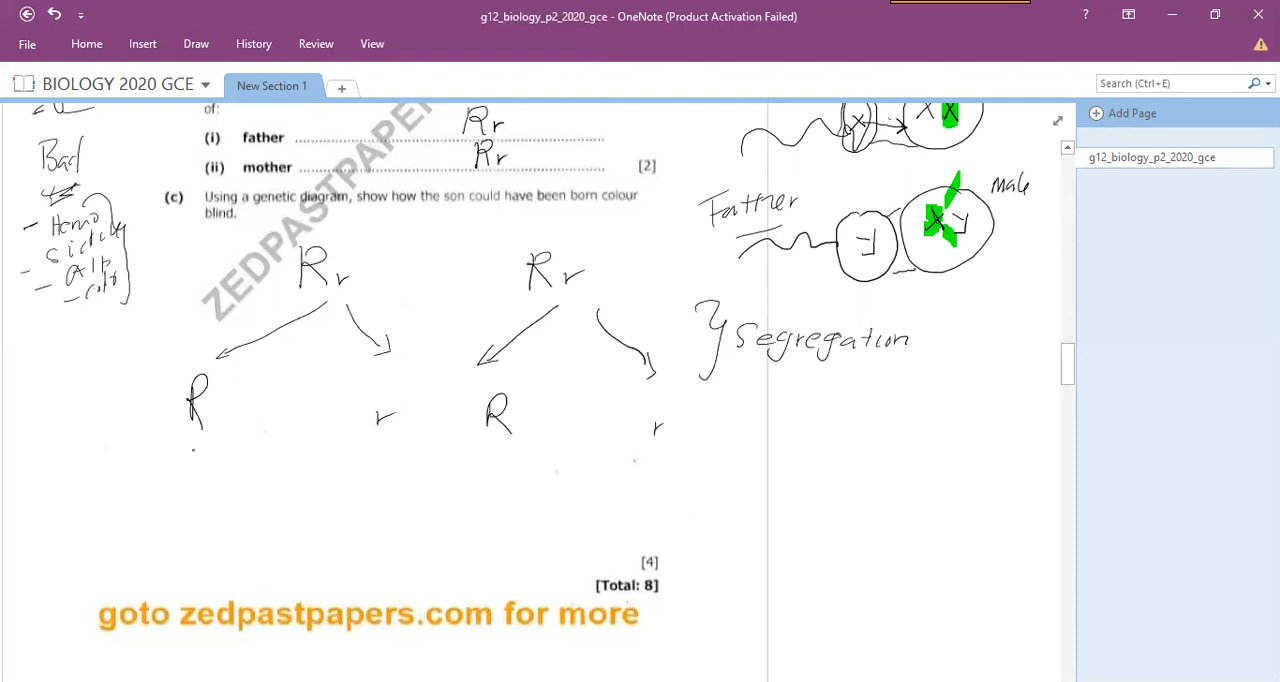 g12_biology_p2_2020_gce - OneNote (Product Activation Failed)
File Home Insert Draw History Review View
BIOLOGY 2020 GCE
New Section 1
Search (Ctrl+E)
Add Page
g12_biology_p2_2020_gce
of:
(i) father Rr
(ii) mother Rr [2]
(c) Using a genetic diagram, show how the son could have been born colour
blind.
ZEDPASTPAPER
Bad
- Hemo
X X X
Father
X Y
Male
Rr Rr
R r R r
Segregation
[4]
[Total: 8]
goto zedpastpapers.com for more